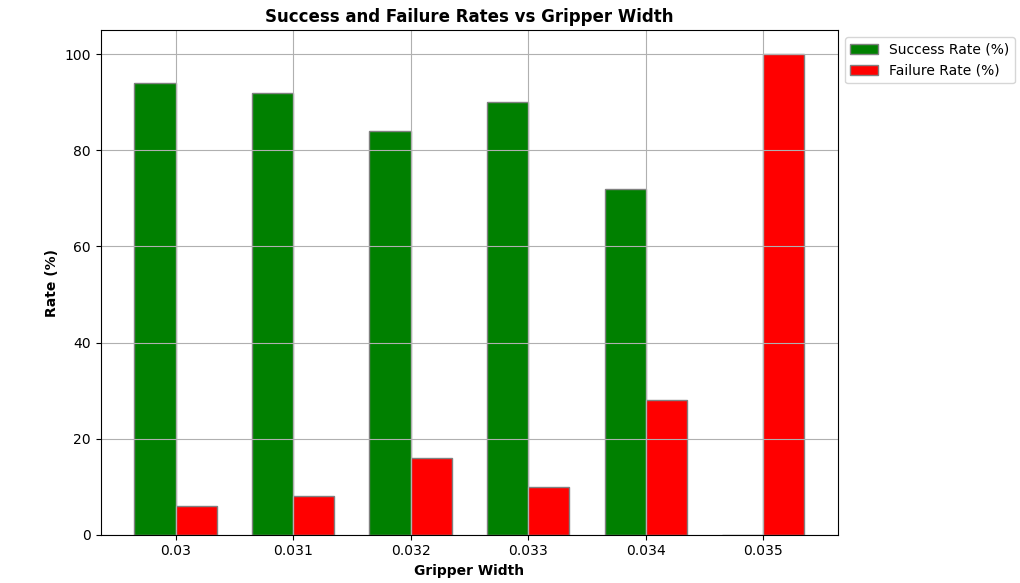 Success and Failure Rates vs Gripper Width
Success Rate (%)
Failure Rate (%)
Rate (%)
100
80
60
40
20
0
0.03 0.031 0.032 0.033 0.034 0.035
Gripper Width